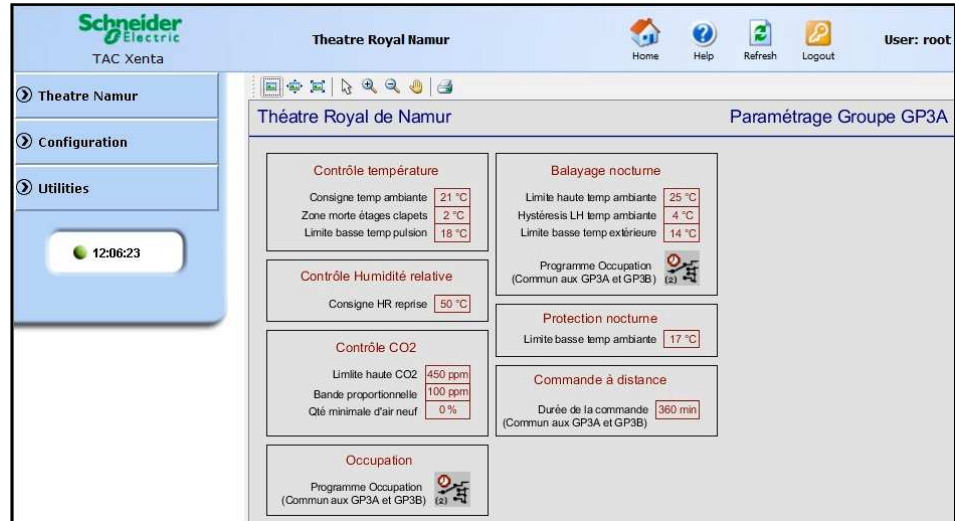 Schneider
Electric
TAC Xenta
Theatre Royal Namur
Home
Help
Refresh
Logout
User: root
Theatre Namur
Configuration
Utilities
12:06:23
Théatre Royal de Namur
Paramétrage Groupe GP3A
Contrôle température
Consigne temp ambiante 21 °C
Zone morte étages clapets 2 °C
Limite basse temp pulsion 18 °C
Contrôle Humidité relative
Consigne HR reprise 50 °C
Contrôle CO2
Limlite haute CO2 450 ppm
Bande proportionnelle 100 ppm
Qté minimale d'air neuf 0 %
Occupation
Programme Occupation
(Commun aux GP3A et GP3B) (2)
Balayage nocturne
Limite haute temp ambiante 25 °C
Hystéresis LH temp ambiante 4 °C
Limite basse temp extérieure 14 °C
Programme Occupation
(Commun aux GP3A et GP3B) (2)
Protection nocturne
Limite basse temp ambiante 17 °C
Commande à distance
Durée de la commande 360 min
(Commun aux GP3A et GP3B)